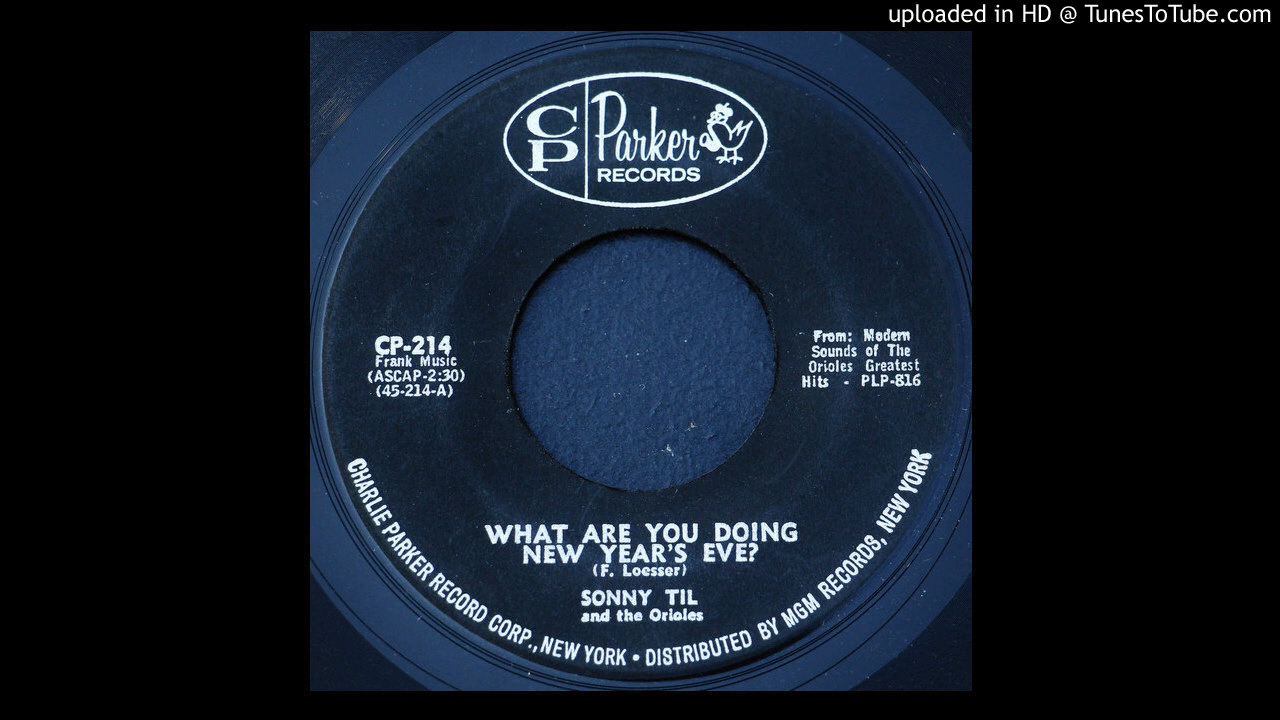 uploaded in HD @ TunesToTube.com
CP Parker
RECORDS
CP-214
Frank Music
(ASCAP-2:30)
(45-214-A)
From: Modern
Sounds of The
Orioles Greatest
Hits - PLP-816
WHAT ARE YOU DOING
NEW YEAR'S EVE?
(F. Loesser)
SONNY TIL
and the Orioles
CHARLIE PARKER RECORD CORP., NEW YORK • DISTRIBUTED BY MGM RECORDS, NEW YORK